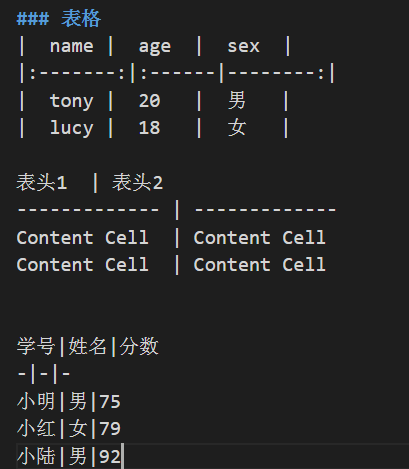 ### 表格
|  name |  age  |  sex  |
|:-------:|:------|--------:|
|  tony |  20   |  男   |
|  lucy |  18   |  女   |
表头1  | 表头2
------------- | -------------
Content Cell  | Content Cell
Content Cell  | Content Cell
学号|姓名|分数
-|-|-
小明|男|75
小红|女|79
小陆|男|92